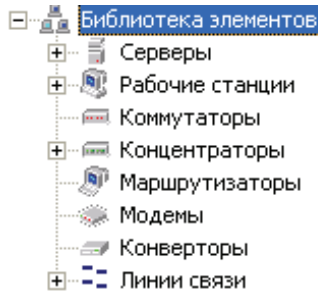 Библиотека элементов
Серверы
Рабочие станции
Коммутаторы
Концентраторы
Маршрутизаторы
Модемы
Конверторы
Линии связи